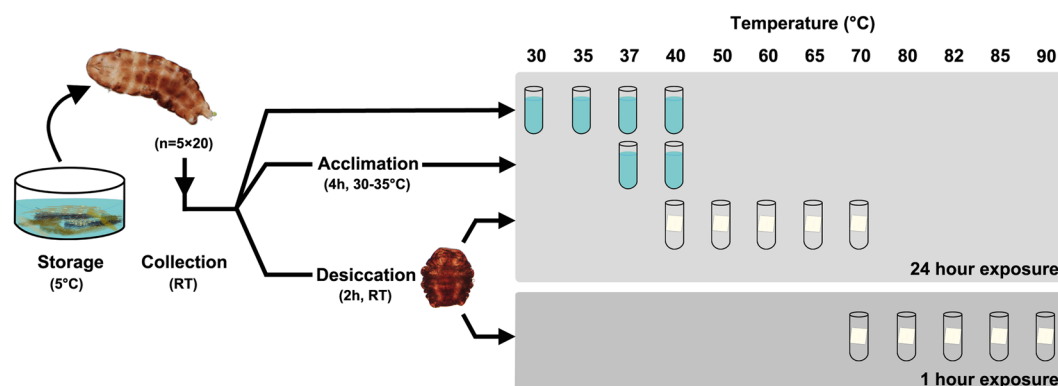 Temperature (°C)
30 35 37 40 50 60 65 70 80 82 85 90
(n=5×20)
Acclimation
(4h, 30-35°C)
Storage
(5°C)
Collection
(RT)
Desiccation
(2h, RT)
24 hour exposure
1 hour exposure